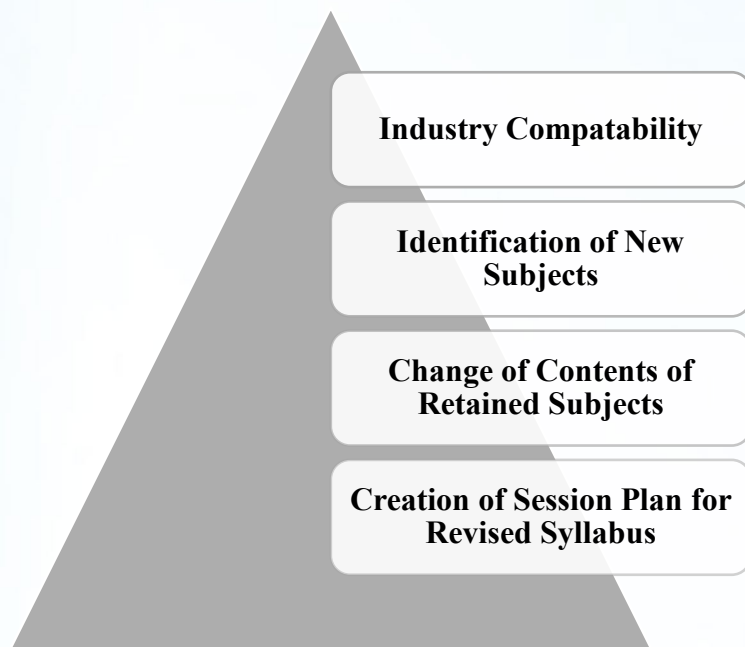 Industry Compatability
Identification of New
Subjects
Change of Contents of
Retained Subjects
Creation of Session Plan for
Revised Syllabus